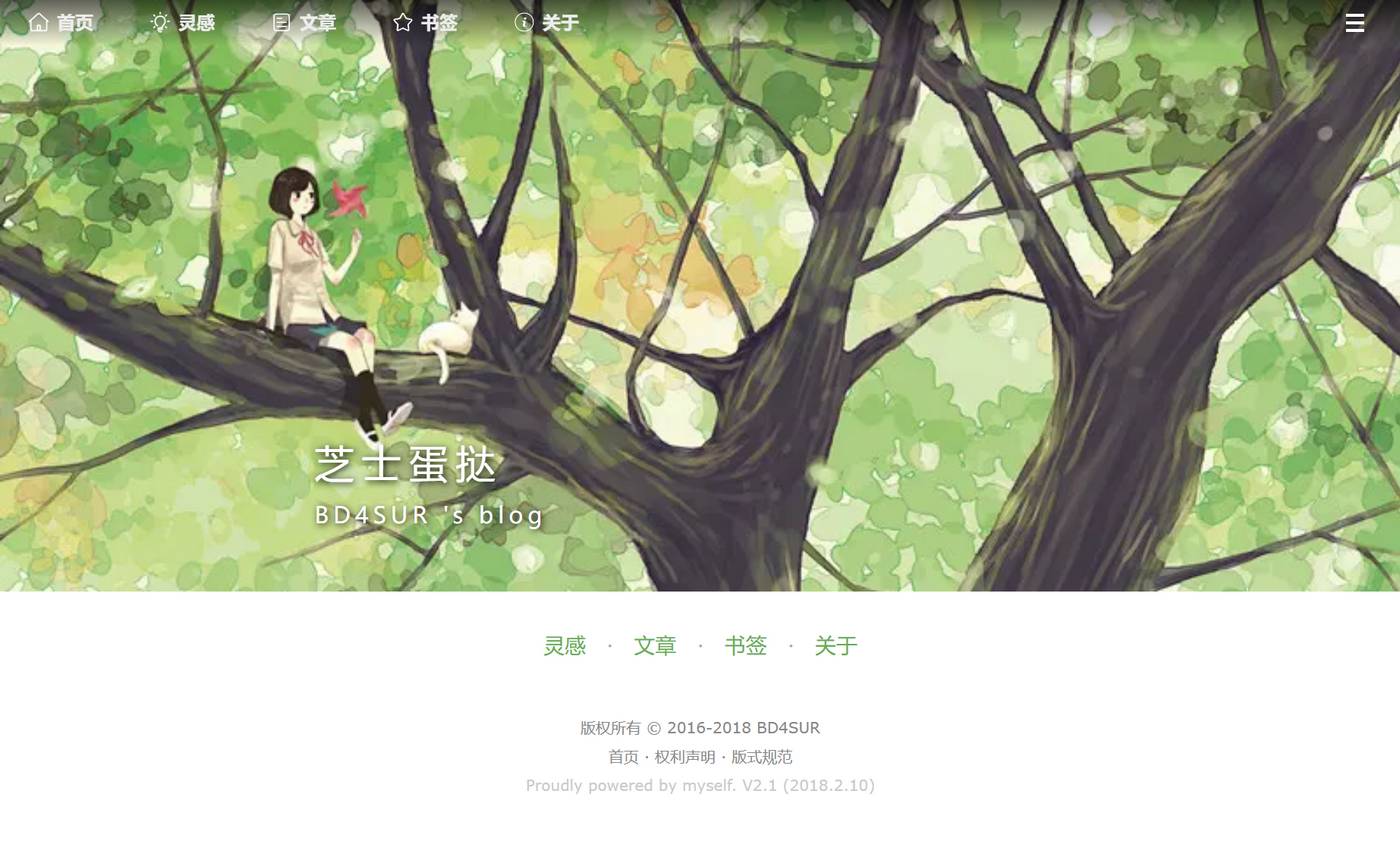 首页 灵感 文章 书签 关于
芝士蛋挞
BD4SUR 's blog
灵感 · 文章 · 书签 · 关于
版权所有 © 2016-2018 BD4SUR
首页 · 权利声明 · 版式规范
Proudly powered by myself. V2.1 (2018.2.10)